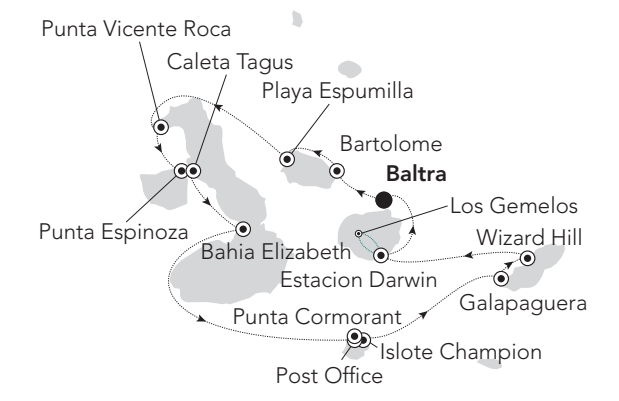 Punta Vicente Roca
Caleta Tagus
Playa Espumilla
Bartolome
Baltra
Los Gemelos
Punta Espinoza
Wizard Hill
Bahia Elizabeth
Estacion Darwin
Galapaguera
Punta Cormorant
Islote Champion
Post Office